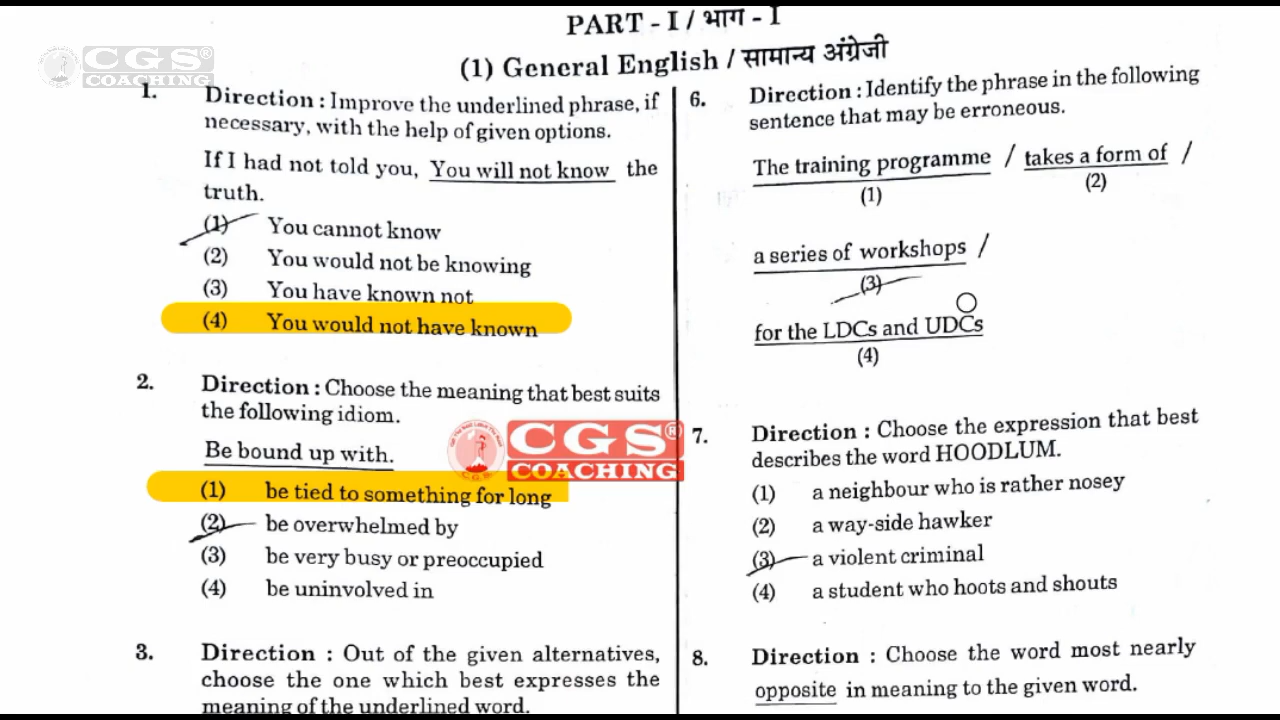 CGS®
COACHING
PART - I / भाग - I
(1) General English / सामान्य अंग्रेजी
1. Direction : Improve the underlined phrase, if
necessary, with the help of given options.
If I had not told you, You will not know the
truth.
(1) You cannot know
(2) You would not be knowing
(3) You have known not
(4) You would not have known
2. Direction : Choose the meaning that best suits
the following idiom.
Be bound up with.
(1) be tied to something for long
(2) be overwhelmed by
(3) be very busy or preoccupied
(4) be uninvolved in
3. Direction : Out of the given alternatives,
choose the one which best expresses the
meaning of the underlined word.
CGS®
COACHING
C.G.S.
6. Direction : Identify the phrase in the following
sentence that may be erroneous.
The training programme / takes a form of /
(1) (2)
a series of workshops /
(3)
for the LDCs and UDCs
(4)
7. Direction : Choose the expression that best
describes the word HOODLUM.
(1) a neighbour who is rather nosey
(2) a way-side hawker
(3) a violent criminal
(4) a student who hoots and shouts
8. Direction : Choose the word most nearly
opposite in meaning to the given word.